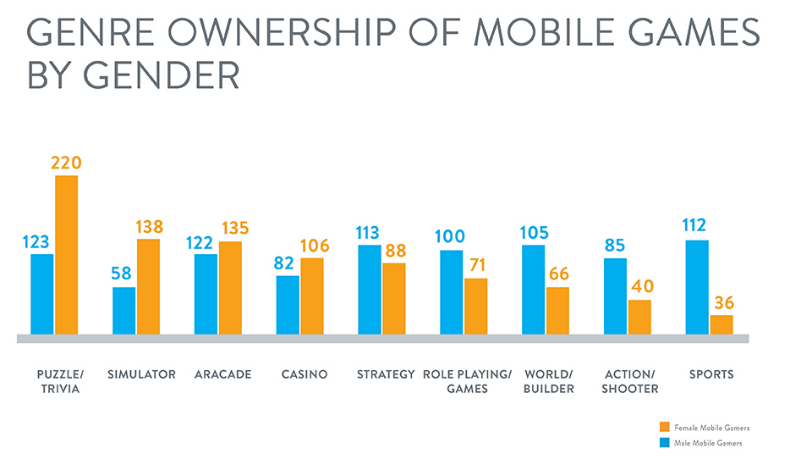 GENRE OWNERSHIP OF MOBILE GAMES
BY GENDER
220
123
138
58
135
122
106
82
113
88
100
71
105
66
85
40
112
36
PUZZLE/
TRIVIA
SIMULATOR
ARACADE
CASINO
STRATEGY
ROLE PLAYING/
GAMES
WORLD/
BUILDER
ACTION/
SHOOTER
SPORTS
Female Mobile Gamers
Male Mobile Gamers